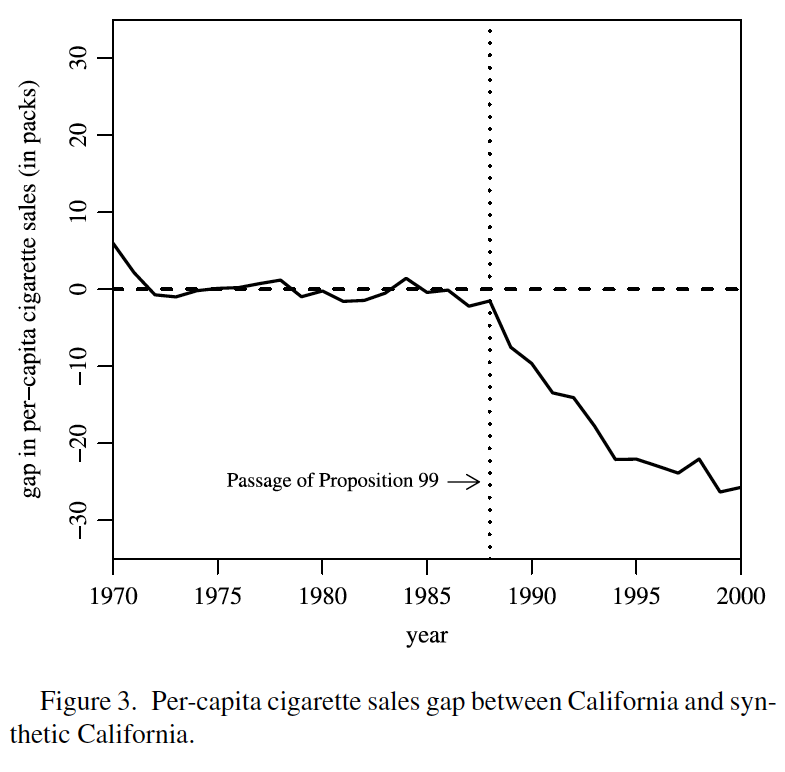 gap in per−capita cigarette sales (in packs)
30
20
10
0
−10
−20
−30
Passage of Proposition 99
1970 1975 1980 1985 1990 1995 2000
year
Figure 3. Per-capita cigarette sales gap between California and syn-
thetic California.